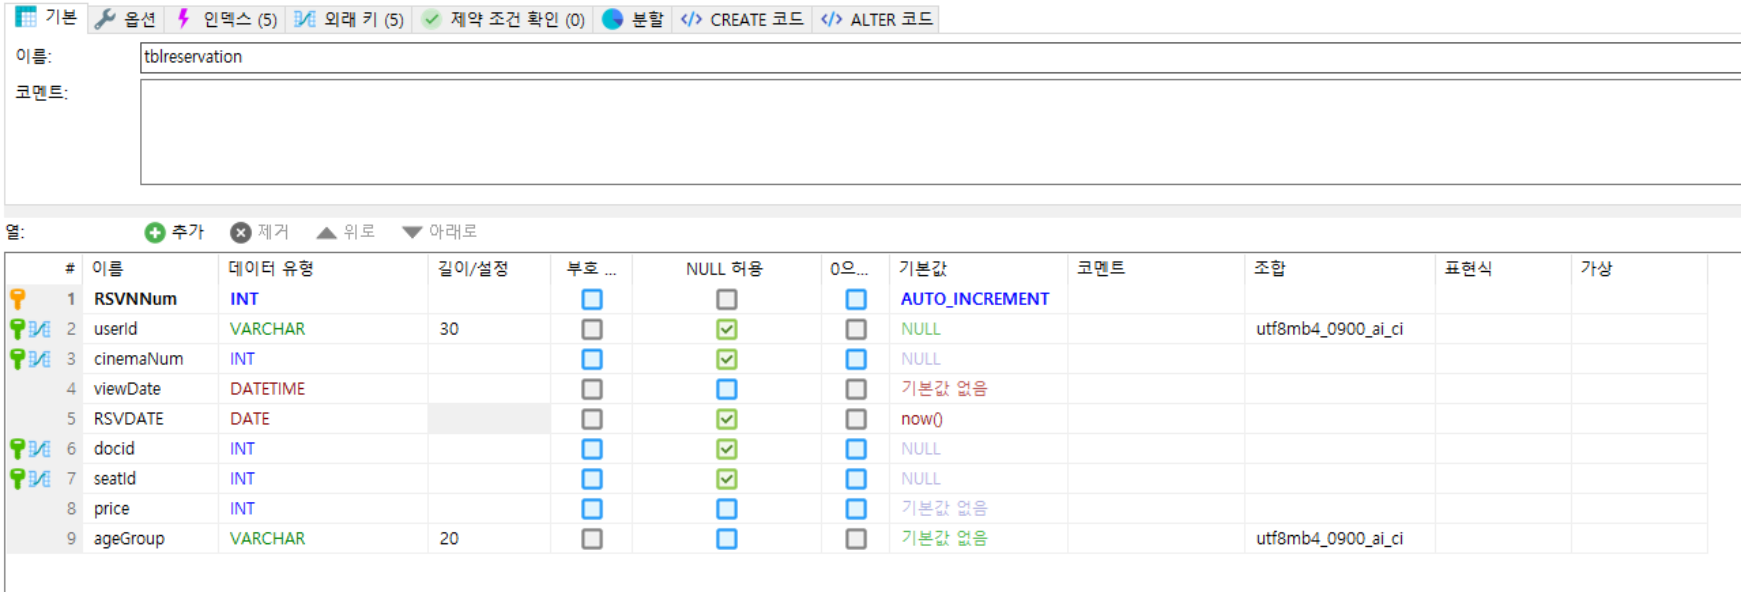 기본 옵션 인덱스 (5) 외래 키 (5) 제약 조건 확인 (0) 분할 CREATE 코드 ALTER 코드
이름: tblreservation
코멘트:
열: 추가 제거 위로 아래로
# 이름 데이터 유형 길이/설정 부호 ... NULL 허용 0으... 기본값 코멘트 조합 표현식 가상
1 RSVNNum INT AUTO_INCREMENT
2 userId VARCHAR 30 NULL utf8mb4_0900_ai_ci
3 cinemaNum INT NULL
4 viewDate DATETIME 기본값 없음
5 RSVDATE DATE now()
6 docid INT NULL
7 seatId INT NULL
8 price INT 기본값 없음
9 ageGroup VARCHAR 20 기본값 없음 utf8mb4_0900_ai_ci